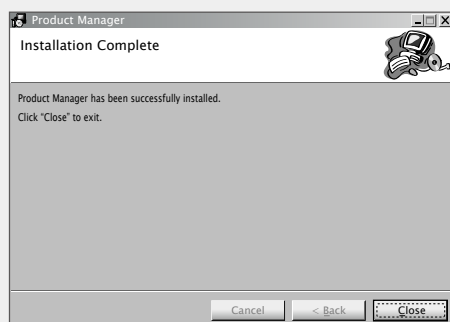 Product Manager
Installation Complete
Product Manager has been successfully installed.
Click “Close” to exit.
Cancel < Back Close